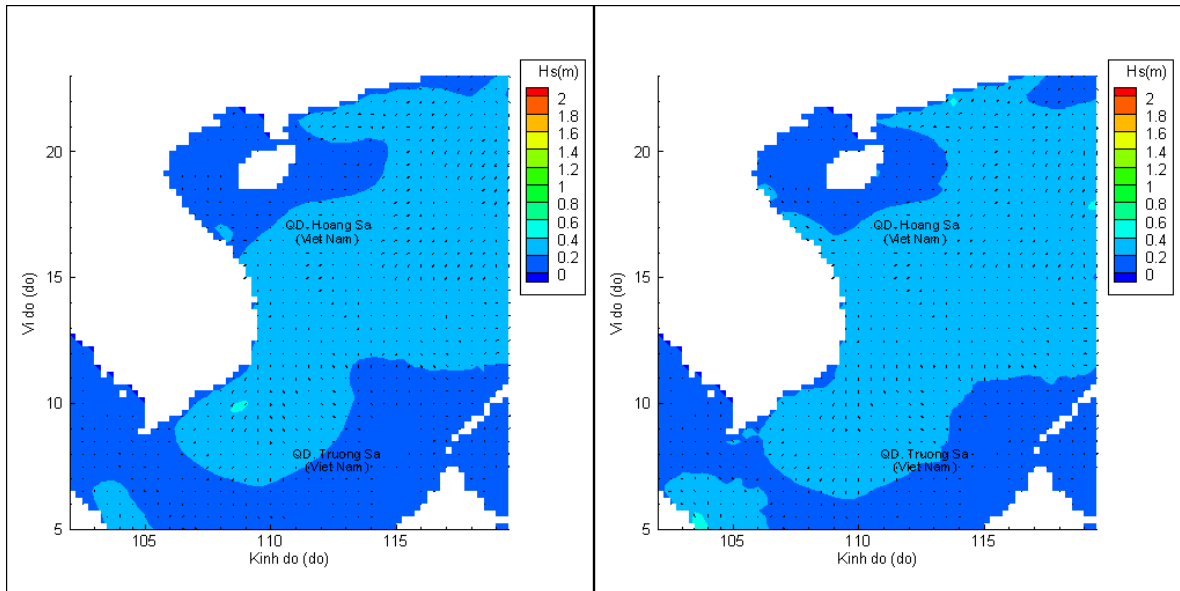 Hs(m)
2
1.8
1.6
1.4
1.2
1
0.8
0.6
0.4
0.2
0
20
15
10
5
Vi do (do)
QD. Hoang Sa
(Viet Nam)
QD. Truong Sa
(Viet Nam)
105
110
115
Kinh do (do)
Hs(m)
2
1.8
1.6
1.4
1.2
1
0.8
0.6
0.4
0.2
0
20
15
10
5
Vi do (do)
QD. Hoang Sa
(Viet Nam)
QD. Truong Sa
(Viet Nam)
105
110
115
Kinh do (do)